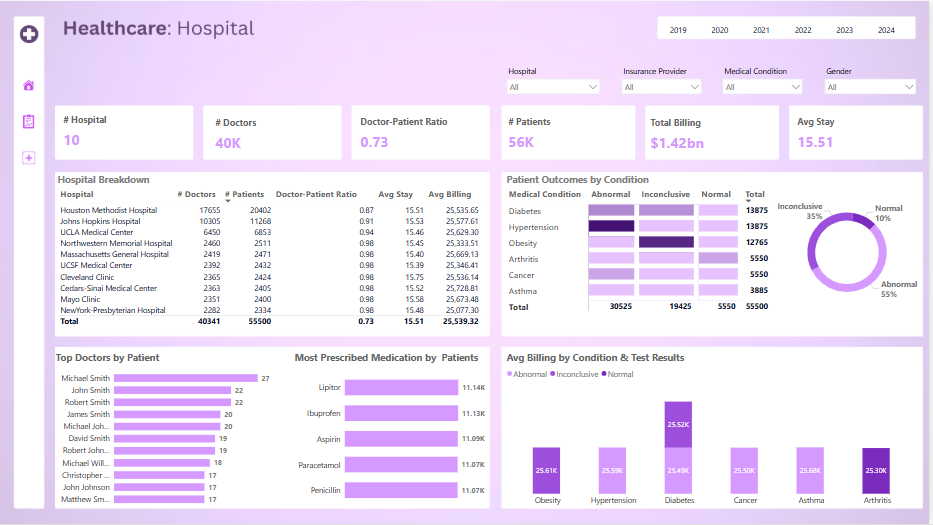 Healthcare: Hospital
2019 2020 2021 2022 2023 2024
Hospital Insurance Provider Medical Condition Gender
All All All All
# Hospital
10
# Doctors
40K
Doctor-Patient Ratio
0.73
# Patients
56K
Total Billing
$1.42bn
Avg Stay
15.51
Hospital Breakdown
Hospital # Doctors # Patients Doctor-Patient Ratio Avg Stay Avg Billing
Houston Methodist Hospital 17655 20402 0.87 15.51 25,535.65
Johns Hopkins Hospital 10305 11268 0.91 15.53 25,577.61
UCLA Medical Center 6450 6853 0.94 15.46 25,629.30
Northwestern Memorial Hospital 2460 2511 0.98 15.45 25,333.51
Massachusetts General Hospital 2419 2471 0.98 15.40 25,669.13
UCSF Medical Center 2392 2432 0.98 15.39 25,346.41
Cleveland Clinic 2365 2424 0.98 15.75 25,536.14
Cedars-Sinai Medical Center 2363 2405 0.98 15.52 25,728.81
Mayo Clinic 2351 2400 0.98 15.58 25,673.48
NewYork-Presbyterian Hospital 2282 2334 0.98 15.48 25,077.30
Total 40341 55500 0.73 15.51 25,539.32
Patient Outcomes by Condition
Medical Condition Abnormal Inconclusive Normal Total
Diabetes 13875
Hypertension 13875
Obesity 12765
Arthritis 5550
Cancer 5550
Asthma 3885
Total 30525 19425 5550 55500
Inconclusive
35%
Normal
10%
Abnormal
55%
Top Doctors by Patient
Michael Smith 27
John Smith 22
Robert Smith 22
James Smith 20
Michael Joh... 20
David Smith 19
Robert John... 19
Michael Will... 18
Christopher ... 17
John Johnson 17
Matthew Sm... 17
Most Prescribed Medication by Patients
Lipitor 11.14K
Ibuprofen 11.13K
Aspirin 11.09K
Paracetamol 11.07K
Penicillin 11.07K
Avg Billing by Condition & Test Results
Abnormal Inconclusive Normal
25.52K
25.61K 25.59K 25.49K 25.50K 25.68K 25.30K
Obesity Hypertension Diabetes Cancer Asthma Arthritis